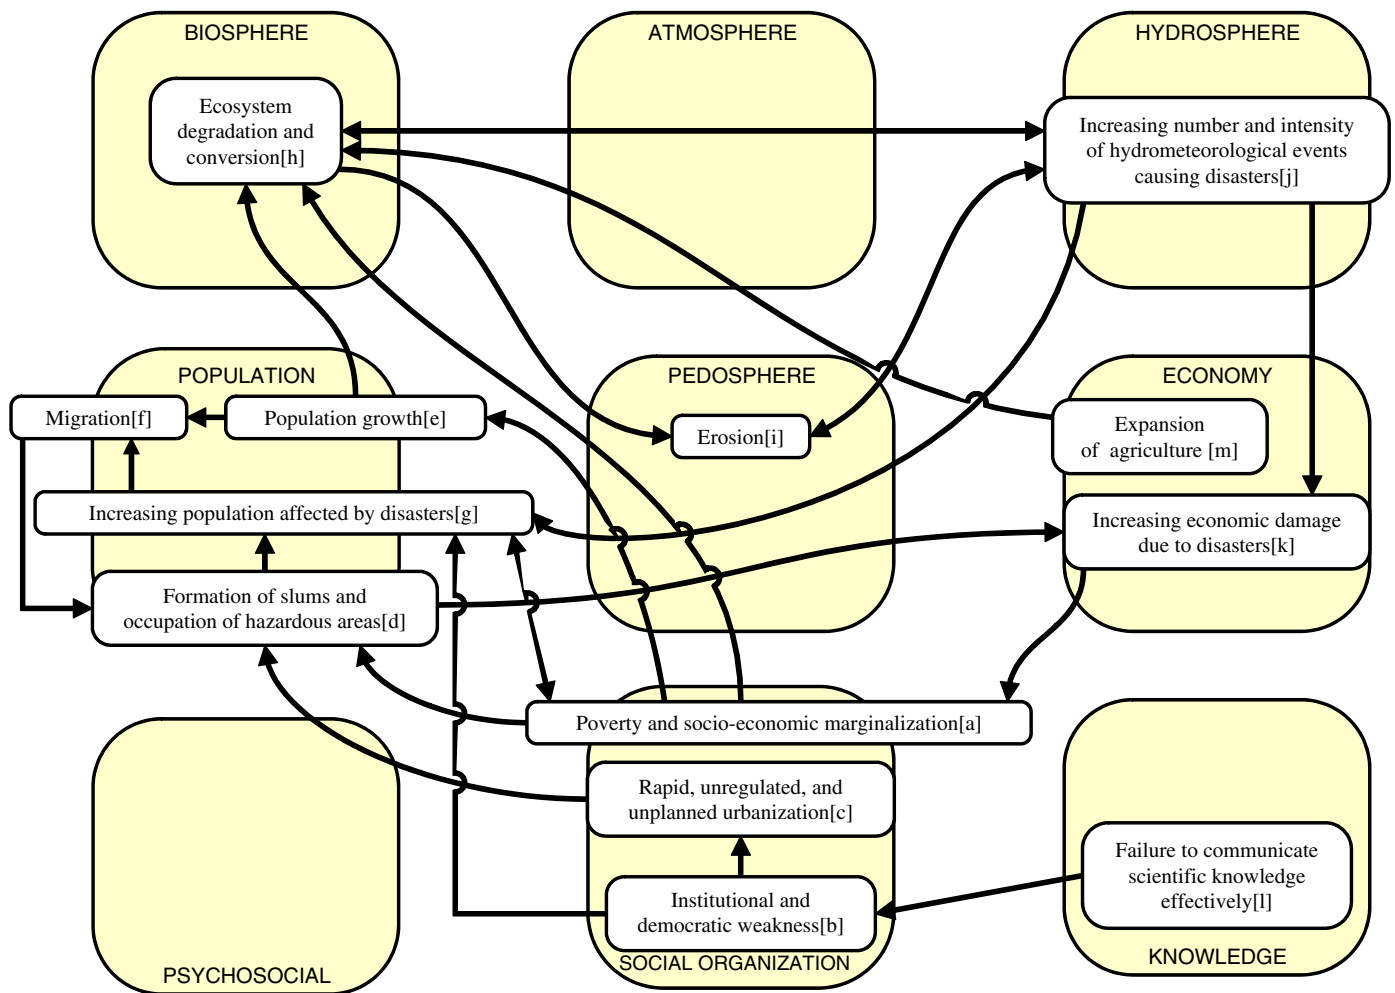 BIOSPHERE
ATMOSPHERE
HYDROSPHERE
Ecosystem
degradation and
conversion[h]
Increasing number and intensity
of hydrometeorological events
causing disasters[j]
POPULATION
PEDOSPHERE
ECONOMY
Migration[f]
Population growth[e]
Erosion[i]
Expansion
of  agriculture [m]
Increasing population affected by disasters[g]
Increasing economic damage
due to disasters[k]
Formation of slums and
occupation of hazardous areas[d]
Poverty and socio-economic marginalization[a]
Rapid, unregulated, and
unplanned urbanization[c]
Failure to communicate
scientific knowledge
effectively[l]
Institutional and
democratic weakness[b]
PSYCHOSOCIAL
SOCIAL ORGANIZATION
KNOWLEDGE